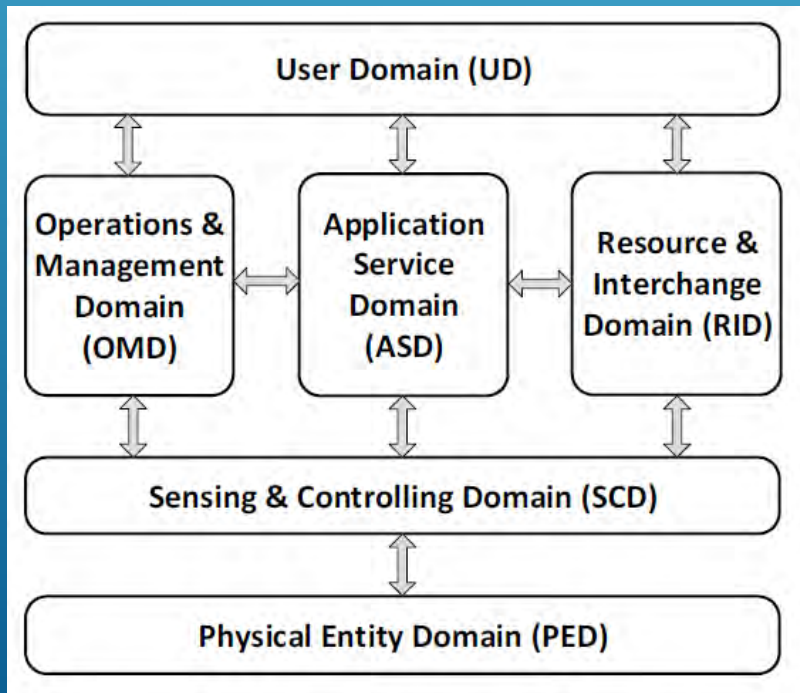 User Domain (UD)
Operations &
Management
Domain
(OMD)
Application
Service
Domain
(ASD)
Resource &
Interchange
Domain (RID)
Sensing & Controlling Domain (SCD)
Physical Entity Domain (PED)